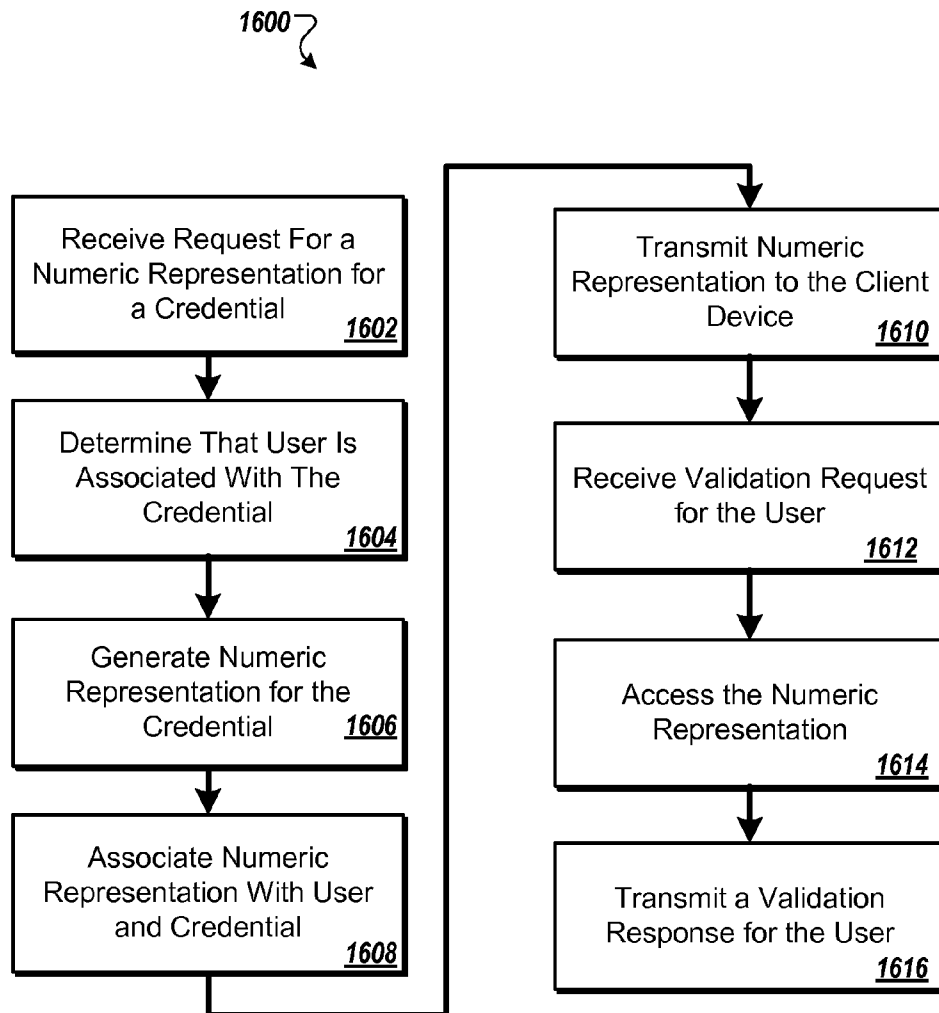 1600
Receive Request For a
Numeric Representation for
a Credential
1602
Determine That User Is
Associated With The
Credential
1604
Generate Numeric
Representation for the
Credential
1606
Associate Numeric
Representation With User
and Credential
1608
Transmit Numeric
Representation to the Client
Device
1610
Receive Validation Request
for the User
1612
Access the Numeric
Representation
1614
Transmit a Validation
Response for the User
1616